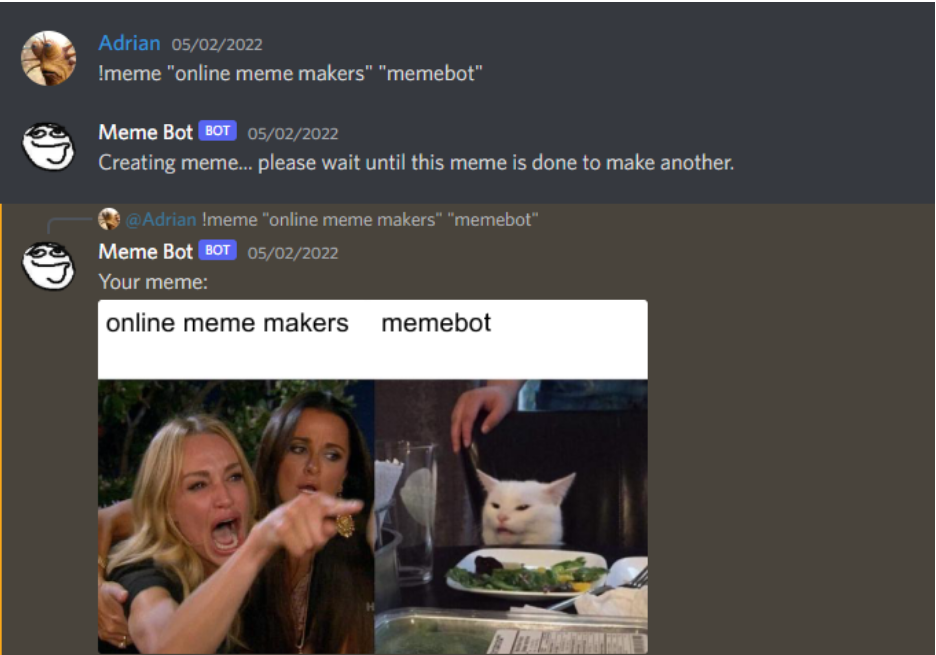 Adrian 05/02/2022
!meme "online meme makers" "memebot"
Meme Bot BOT 05/02/2022
Creating meme... please wait until this meme is done to make another.
@Adrian !meme "online meme makers" "memebot"
Meme Bot BOT 05/02/2022
Your meme:
online meme makers memebot